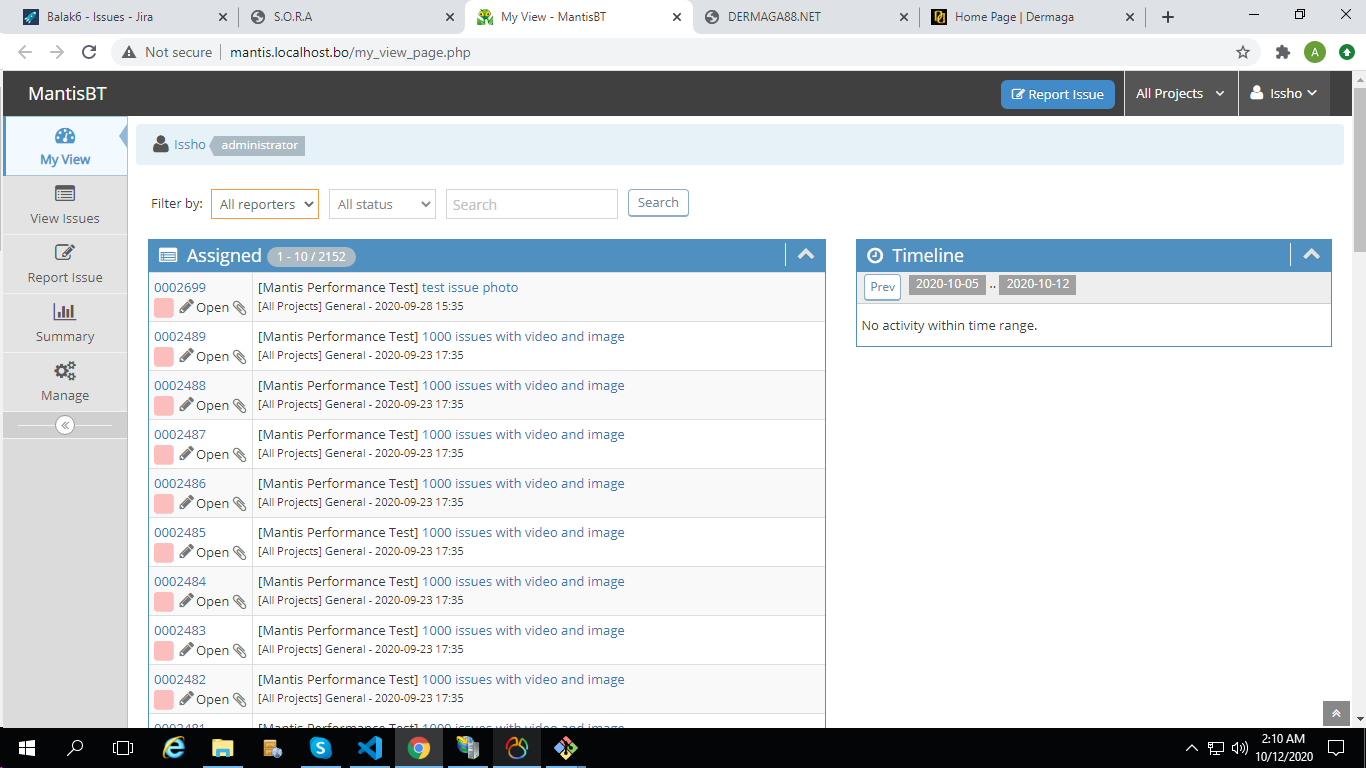 Balak6 - Issues - Jira
S.O.R.A
My View - MantisBT
DERMAGA88.NET
Home Page | Dermaga
Not secure | mantis.localhost.bo/my_view_page.php
A
MantisBT
Report Issue
All Projects
Issho
My View
View Issues
Report Issue
Summary
Manage
Issho administrator
Filter by: All reporters All status Search Search
Assigned 1 - 10 / 2152
0002699 [Mantis Performance Test] test issue photo
Open [All Projects] General - 2020-09-28 15:35
0002489 [Mantis Performance Test] 1000 issues with video and image
Open [All Projects] General - 2020-09-23 17:35
0002488 [Mantis Performance Test] 1000 issues with video and image
Open [All Projects] General - 2020-09-23 17:35
0002487 [Mantis Performance Test] 1000 issues with video and image
Open [All Projects] General - 2020-09-23 17:35
0002486 [Mantis Performance Test] 1000 issues with video and image
Open [All Projects] General - 2020-09-23 17:35
0002485 [Mantis Performance Test] 1000 issues with video and image
Open [All Projects] General - 2020-09-23 17:35
0002484 [Mantis Performance Test] 1000 issues with video and image
Open [All Projects] General - 2020-09-23 17:35
0002483 [Mantis Performance Test] 1000 issues with video and image
Open [All Projects] General - 2020-09-23 17:35
0002482 [Mantis Performance Test] 1000 issues with video and image
Open [All Projects] General - 2020-09-23 17:35
0002481 [Mantis Performance Test] 1000 issues with video and image
Timeline
Prev 2020-10-05 .. 2020-10-12
No activity within time range.
2:10 AM
10/12/2020